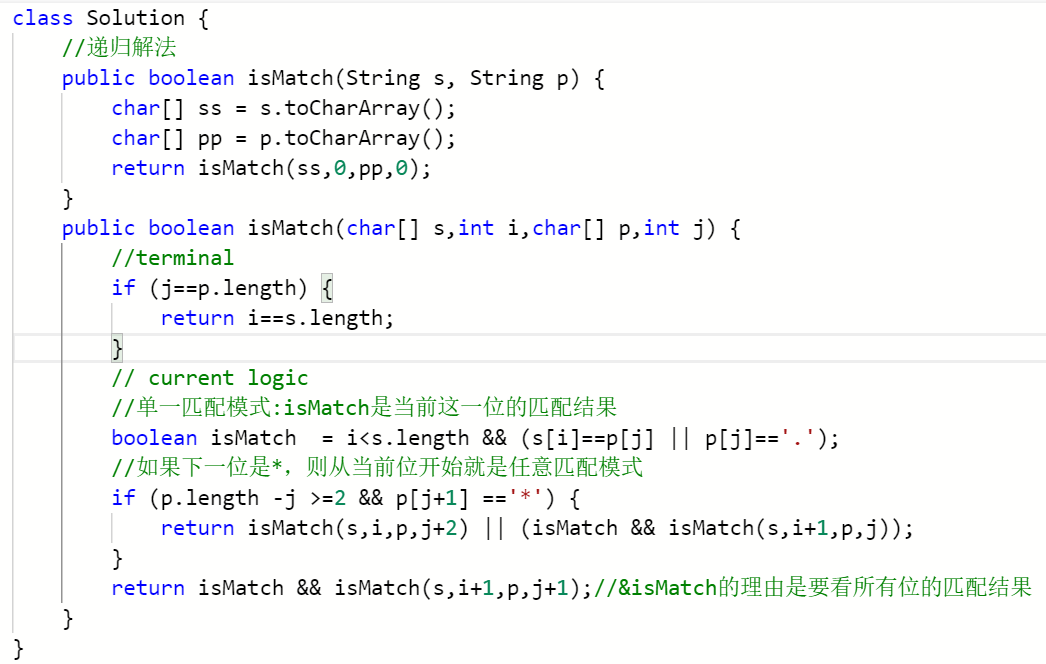 class Solution {
    //递归解法
    public boolean isMatch(String s, String p) {
        char[] ss = s.toCharArray();
        char[] pp = p.toCharArray();
        return isMatch(ss,0,pp,0);
    }
    public boolean isMatch(char[] s,int i,char[] p,int j) {
        //terminal
        if (j==p.length) {
            return i==s.length;
        }
        // current logic
        //单一匹配模式:isMatch是当前这一位的匹配结果
        boolean isMatch  = i<s.length && (s[i]==p[j] || p[j]=='.');
        //如果下一位是*，则从当前位开始就是任意匹配模式
        if (p.length -j >=2 && p[j+1] =='*') {
            return isMatch(s,i,p,j+2) || (isMatch && isMatch(s,i+1,p,j));
        }
        return isMatch && isMatch(s,i+1,p,j+1);//&isMatch的理由是要看所有位的匹配结果
    }
}